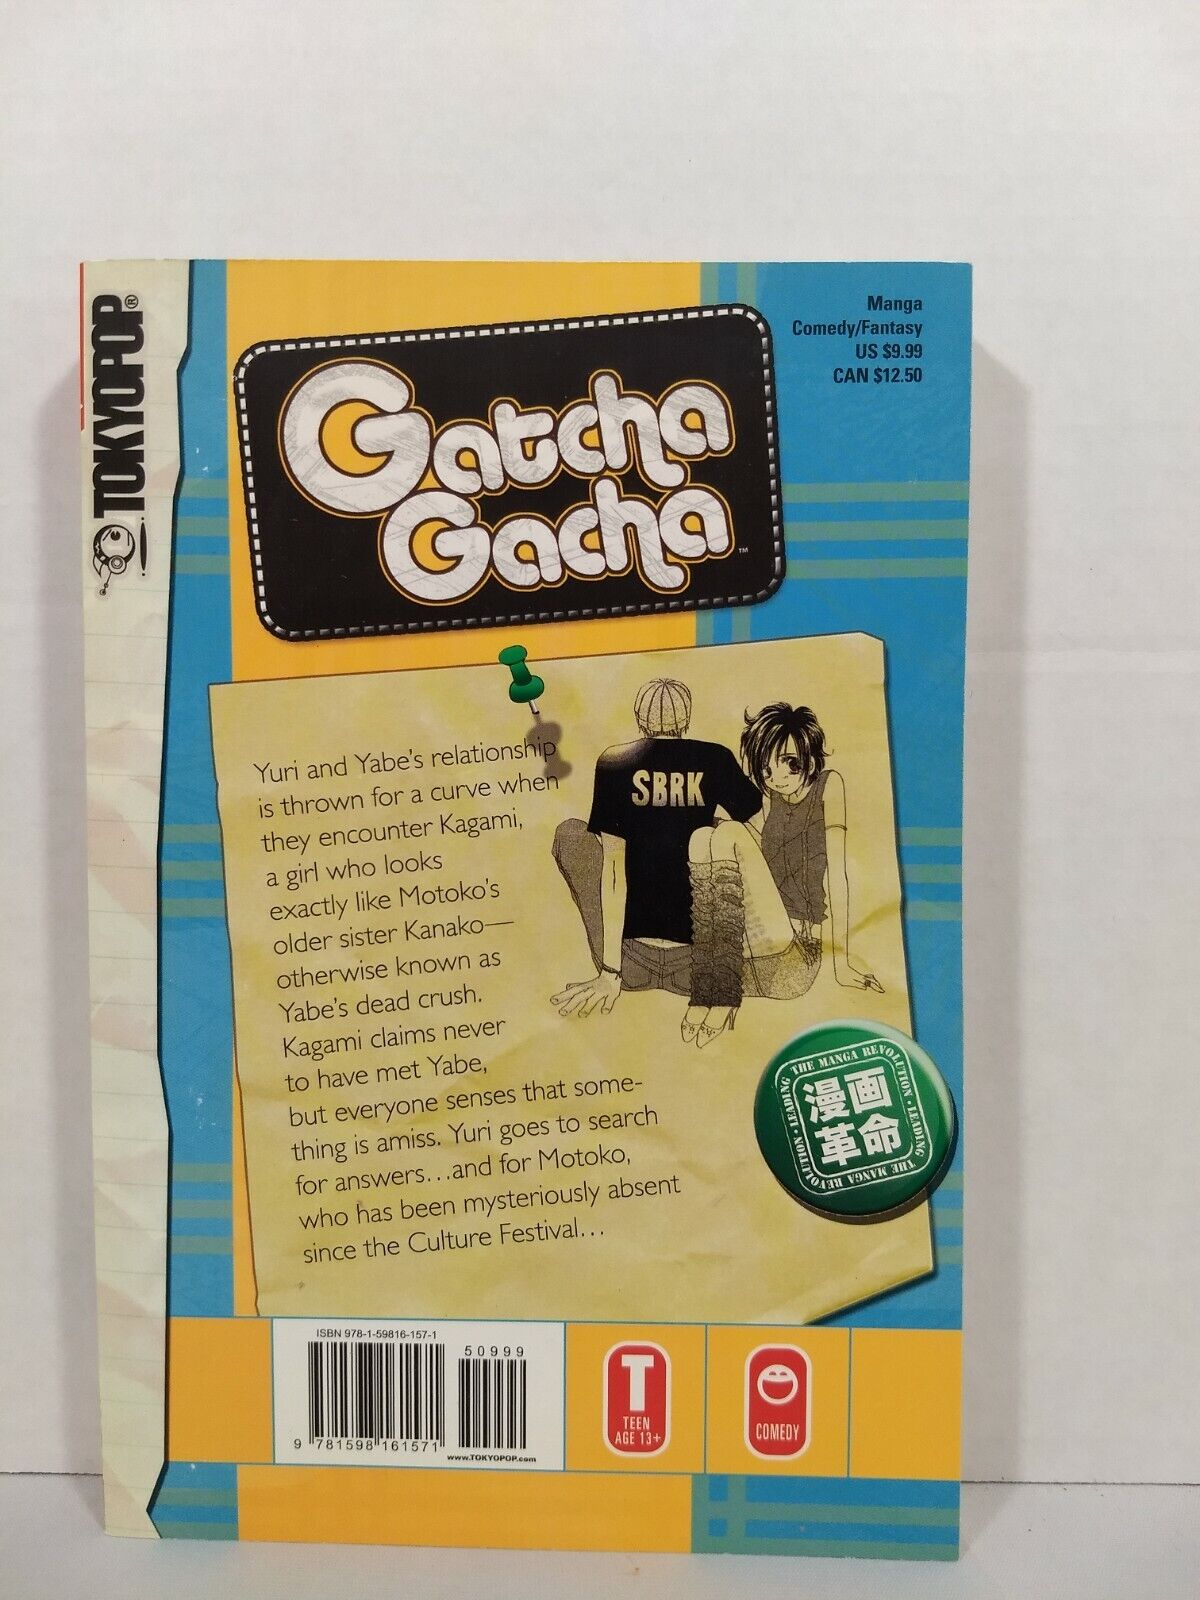 TOKYOPOP®
Manga
Comedy/Fantasy
US $9.99
CAN $12.50
Gatcha
Gacha™
Yuri and Yabe's relationship
is thrown for a curve when
they encounter Kagami,
a girl who looks
exactly like Motoko's
older sister Kanako—
otherwise known as
Yabe's dead crush.
Kagami claims never
to have met Yabe,
but everyone senses that some-
thing is amiss. Yuri goes to search
for answers...and for Motoko,
who has been mysteriously absent
since the Culture Festival...
SBRK
LEADING THE MANGA REVOLUTION • LEADING THE MANGA REVOLUTION •
漫画
革命
ISBN 978-1-59816-157-1
50999
9 781598 161571
www.TOKYOPOP.com
T
TEEN
AGE 13+
COMEDY